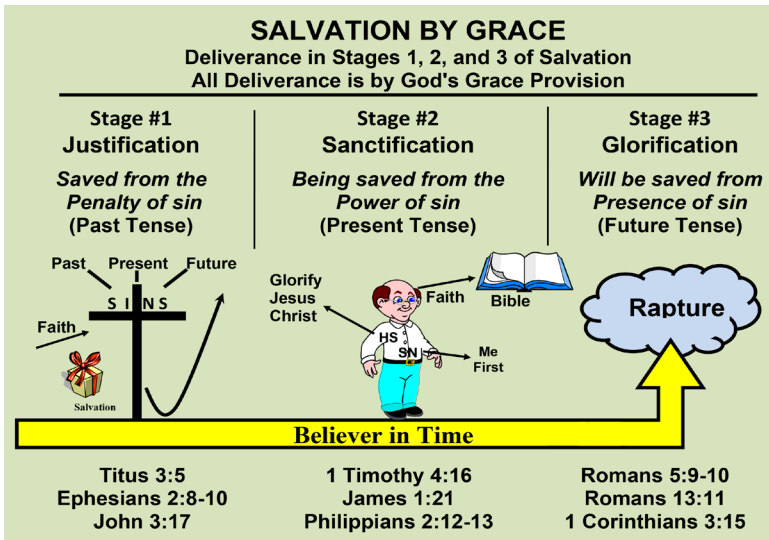 SALVATION BY GRACE
Deliverance in Stages 1, 2, and 3 of Salvation
All Deliverance is by God's Grace Provision
Stage #1
Justification
Saved from the
Penalty of sin
(Past Tense)
Past Present Future
S I N S
Faith
Salvation
Stage #2
Sanctification
Being saved from the
Power of sin
(Present Tense)
Glorify
Jesus
Christ
Faith
Bible
HS
SN
Me
First
Stage #3
Glorification
Will be saved from
Presence of sin
(Future Tense)
Rapture
Believer in Time
Titus 3:5
Ephesians 2:8-10
John 3:17
1 Timothy 4:16
James 1:21
Philippians 2:12-13
Romans 5:9-10
Romans 13:11
1 Corinthians 3:15